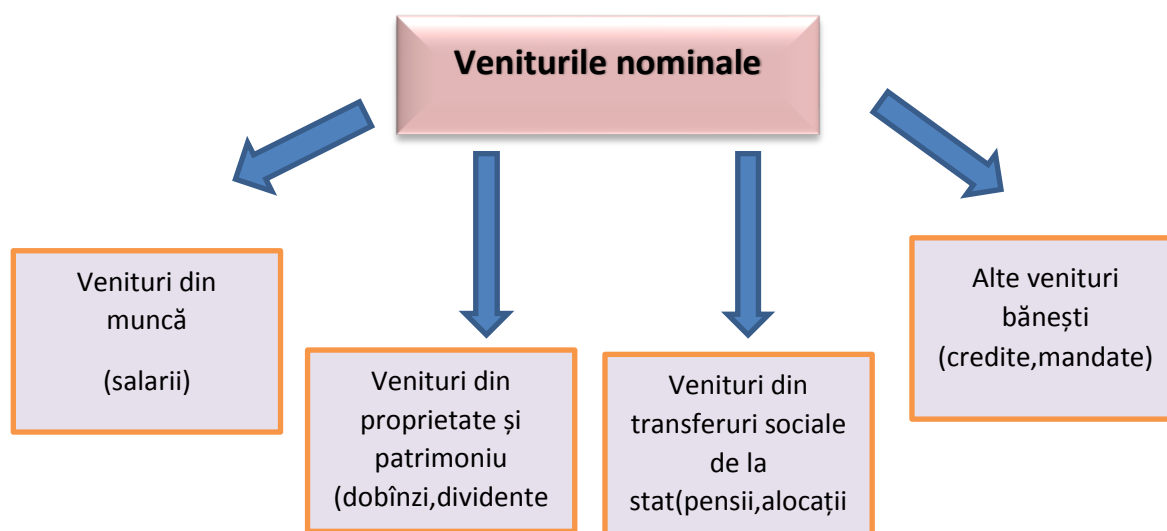 Veniturile nominale
Venituri din
muncă
(salarii)
Venituri din
proprietate și
patrimoniu
(dobînzi,dividente
Venituri din
transferuri sociale
de la
stat(pensii,alocații
Alte venituri
bănești
(credite,mandate)